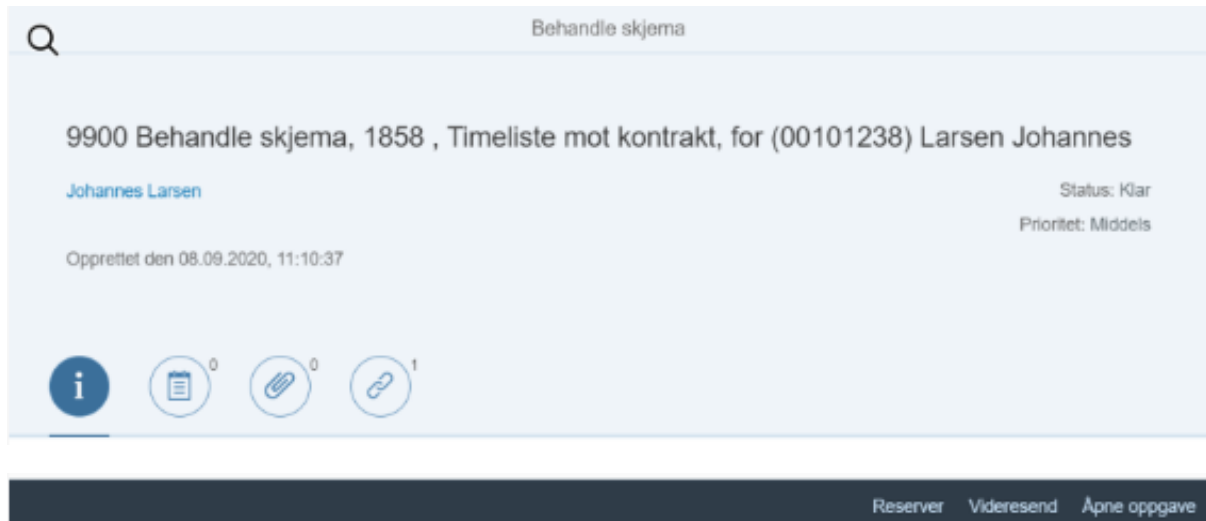 Behandle skjema
9900 Behandle skjema, 1858 , Timeliste mot kontrakt, for (00101238) Larsen Johannes
Johannes Larsen
Status: Klar
Prioritet: Middels
Opprettet den 08.09.2020, 11:10:37
i
0
0
1
Reserver Videresend Åpne oppgave